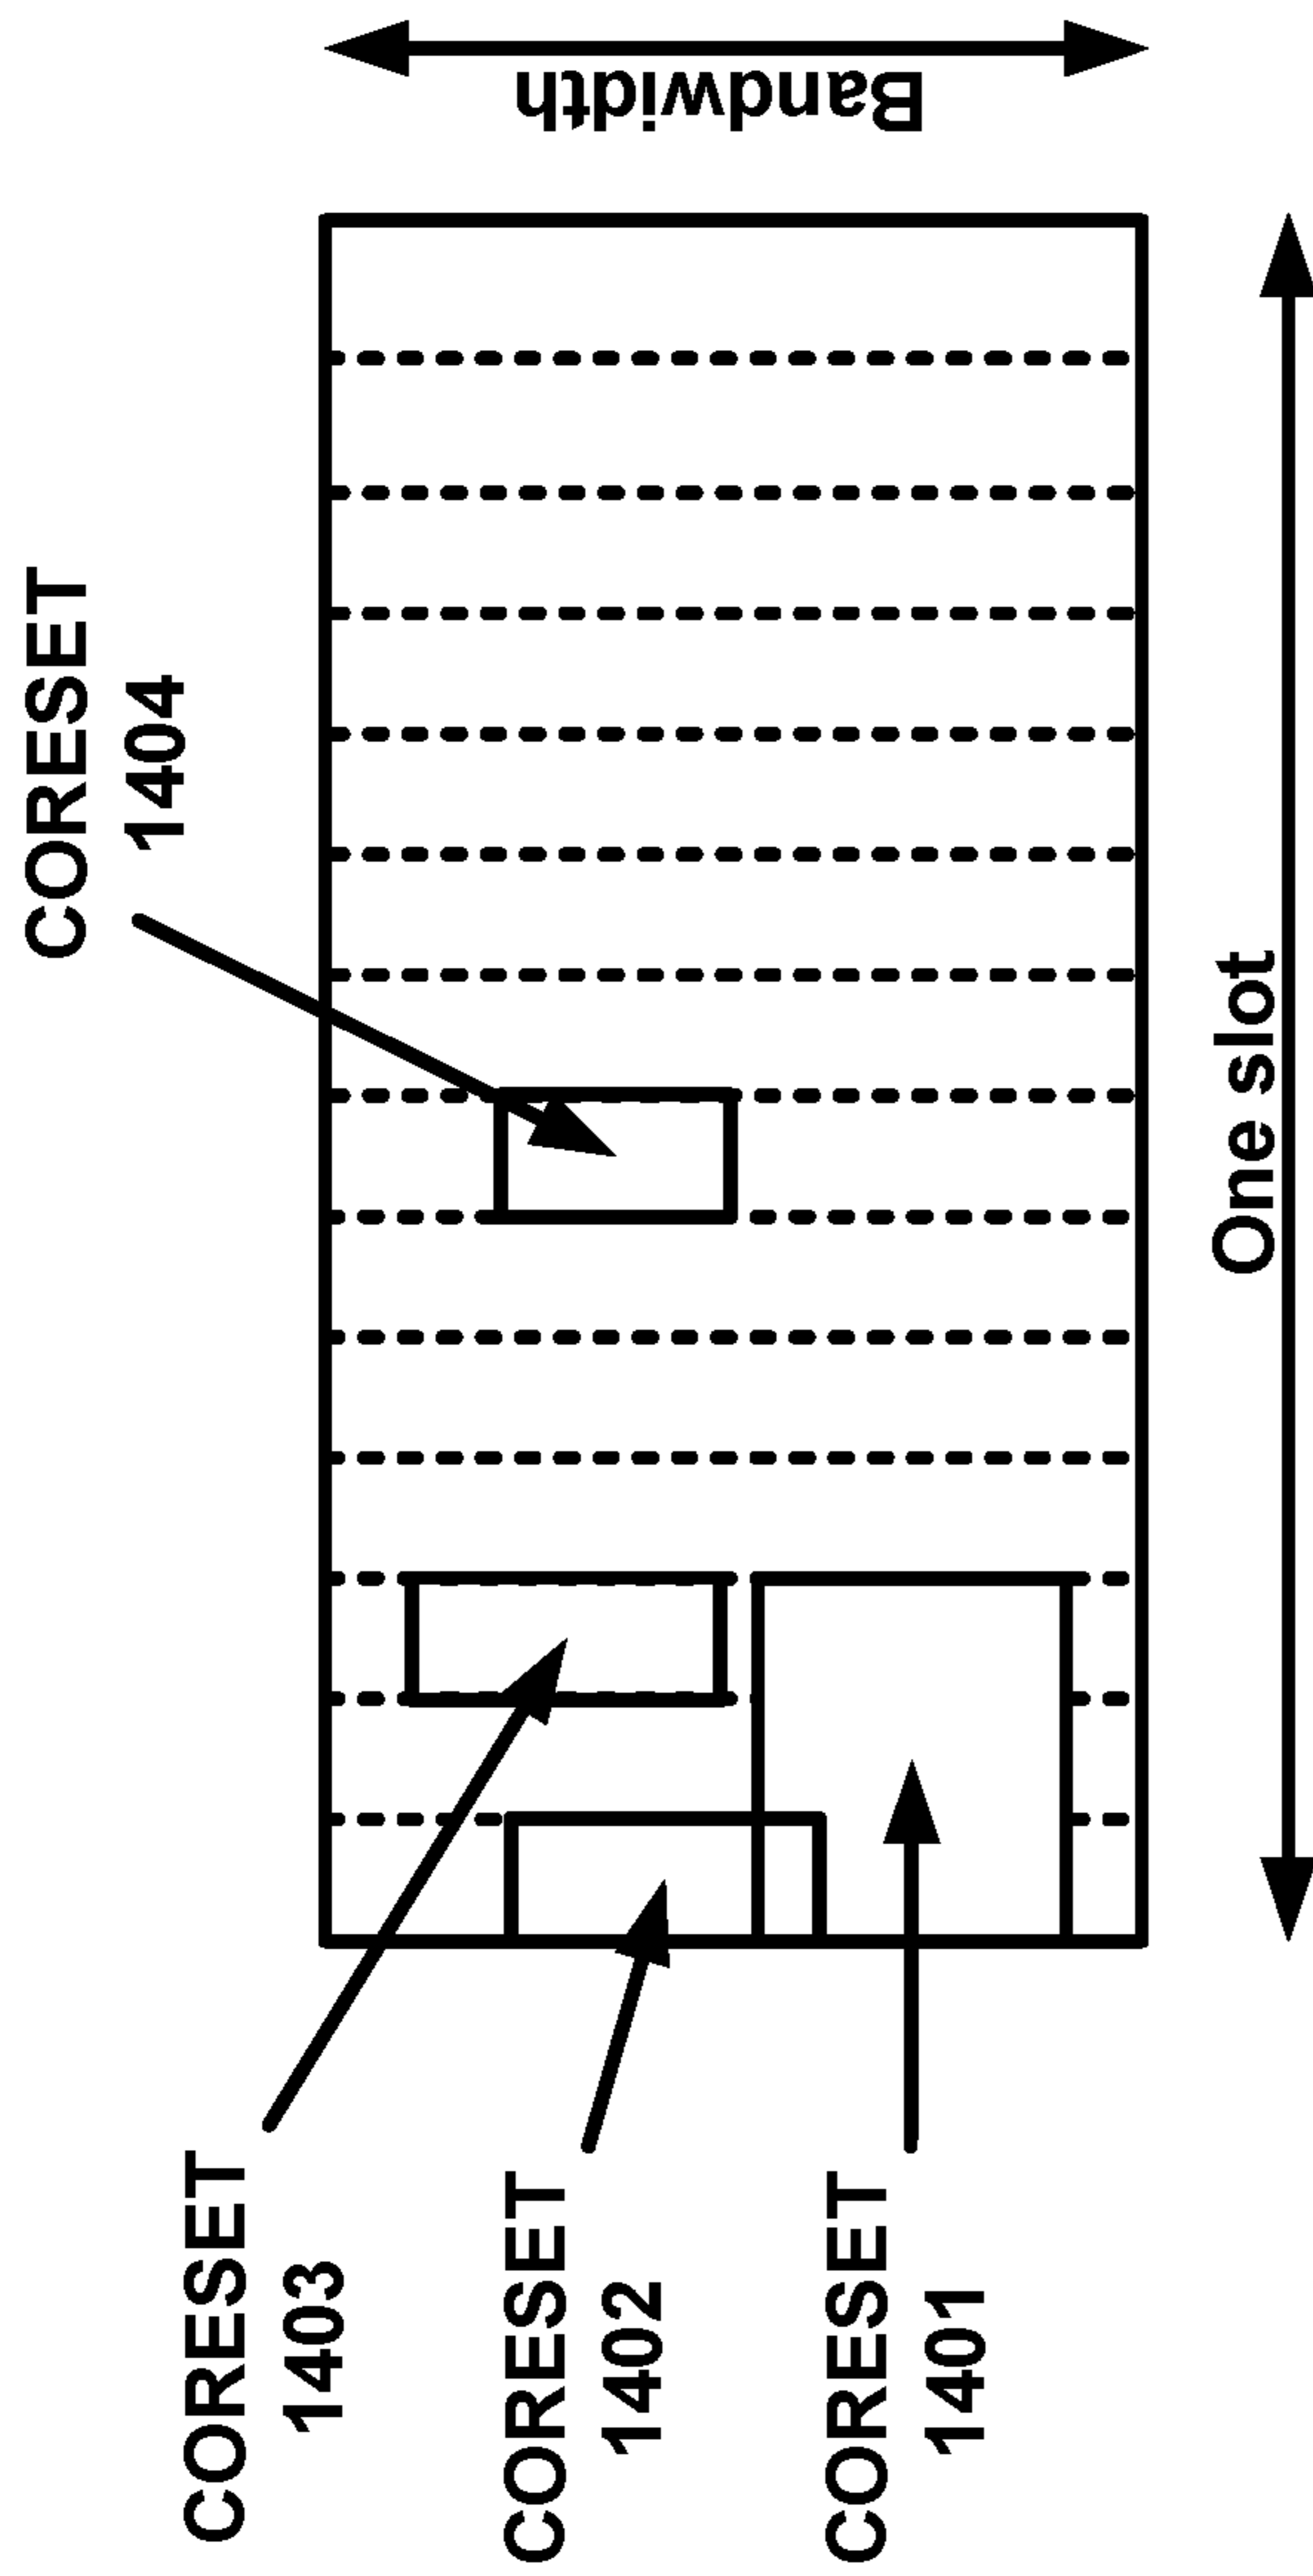 CORESET
1404
Bandwidth
CORESET
1403
CORESET
1402
CORESET
1401
One slot